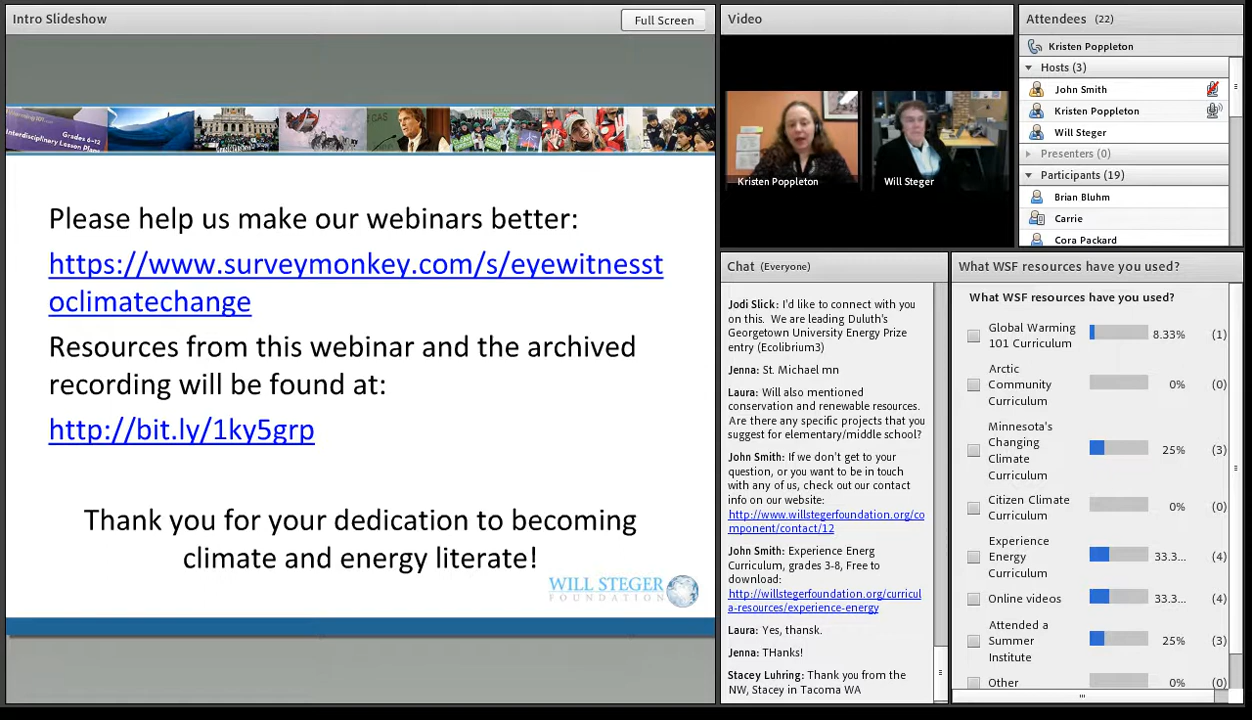 Intro Slideshow
Full Screen
Grades 6-12
Interdisciplinary Lesson Plans
Please help us make our webinars better:
https://www.surveymonkey.com/s/eyewitnesst
oclimatechange
Resources from this webinar and the archived
recording will be found at:
http://bit.ly/1ky5grp
Thank you for your dedication to becoming
climate and energy literate!
WILL STEGER
FOUNDATION
Video
Kristen Poppleton
Will Steger
Attendees (22)
Kristen Poppleton
Hosts (3)
John Smith
Kristen Poppleton
Will Steger
Presenters (0)
Participants (19)
Brian Bluhm
Carrie
Cora Packard
Chat (Everyone)
Jodi Slick: I'd like to connect with you
on this. We are leading Duluth's
Georgetown University Energy Prize
entry (Ecolibrium3)
Jenna: St. Michael mn
Laura: Will also mentioned
conservation and renewable resources.
Are there any specific projects that you
suggest for elementary/middle school?
John Smith: If we don't get to your
question, or you want to be in touch
with any of us, check out our contact
info on our website:
http://www.willstegerfoundation.org/co
mponent/contact/12
John Smith: Experience Energ
Curriculum, grades 3-8, Free to
download:
http://willstegerfoundation.org/curricul
a-resources/experience-energy
Laura: Yes, thansk.
Jenna: THanks!
Stacey Luhring: Thank you from the
NW, Stacey in Tacoma WA
What WSF resources have you used?
What WSF resources have you used?
Global Warming
101 Curriculum
8.33% (1)
Arctic
Community
Curriculum
0% (0)
Minnesota's
Changing
Climate
Curriculum
25% (3)
Citizen Climate
Curriculum
0% (0)
Experience
Energy
Curriculum
33.3... (4)
Online videos 33.3... (4)
Attended a
Summer
Institute
25% (3)
Other 0% (0)